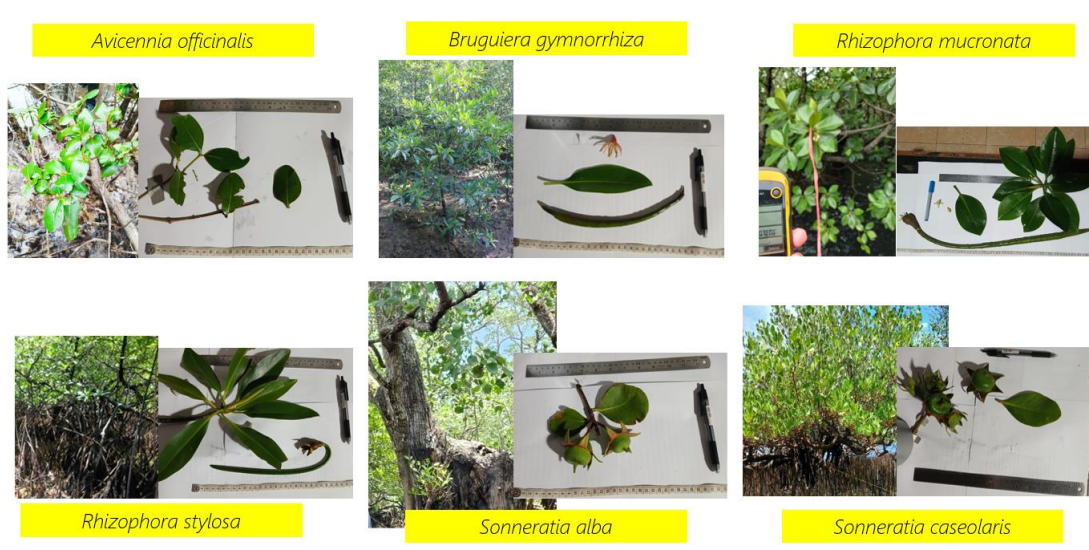 Avicennia officinalis
Bruguiera gymnorrhiza
Rhizophora mucronata
Rhizophora stylosa
Sonneratia alba
Sonneratia caseolaris